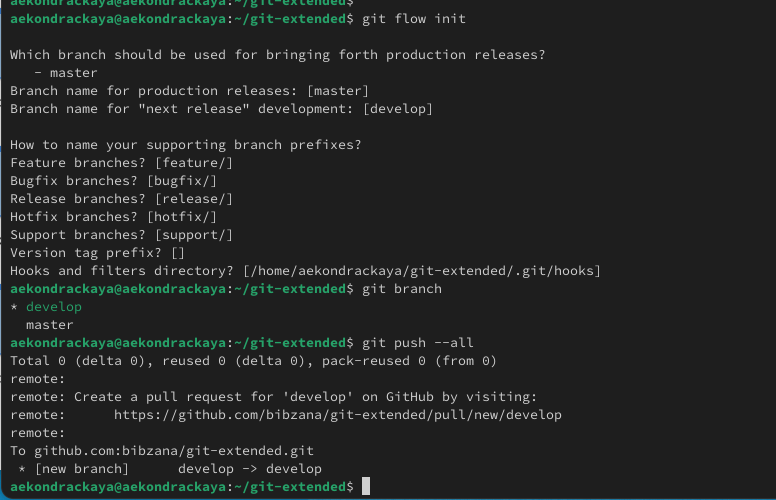 aekondrackaya@aekondrackaya:~/git-extended$
aekondrackaya@aekondrackaya:~/git-extended$ git flow init

Which branch should be used for bringing forth production releases?
   - master
Branch name for production releases: [master]
Branch name for "next release" development: [develop]

How to name your supporting branch prefixes?
Feature branches? [feature/]
Bugfix branches? [bugfix/]
Release branches? [release/]
Hotfix branches? [hotfix/]
Support branches? [support/]
Version tag prefix? []
Hooks and filters directory? [/home/aekondrackaya/git-extended/.git/hooks]
aekondrackaya@aekondrackaya:~/git-extended$ git branch
* develop
  master
aekondrackaya@aekondrackaya:~/git-extended$ git push --all
Total 0 (delta 0), reused 0 (delta 0), pack-reused 0 (from 0)
remote:
remote: Create a pull request for 'develop' on GitHub by visiting:
remote:      https://github.com/bibzana/git-extended/pull/new/develop
remote:
To github.com:bibzana/git-extended.git
 * [new branch]      develop -> develop
aekondrackaya@aekondrackaya:~/git-extended$